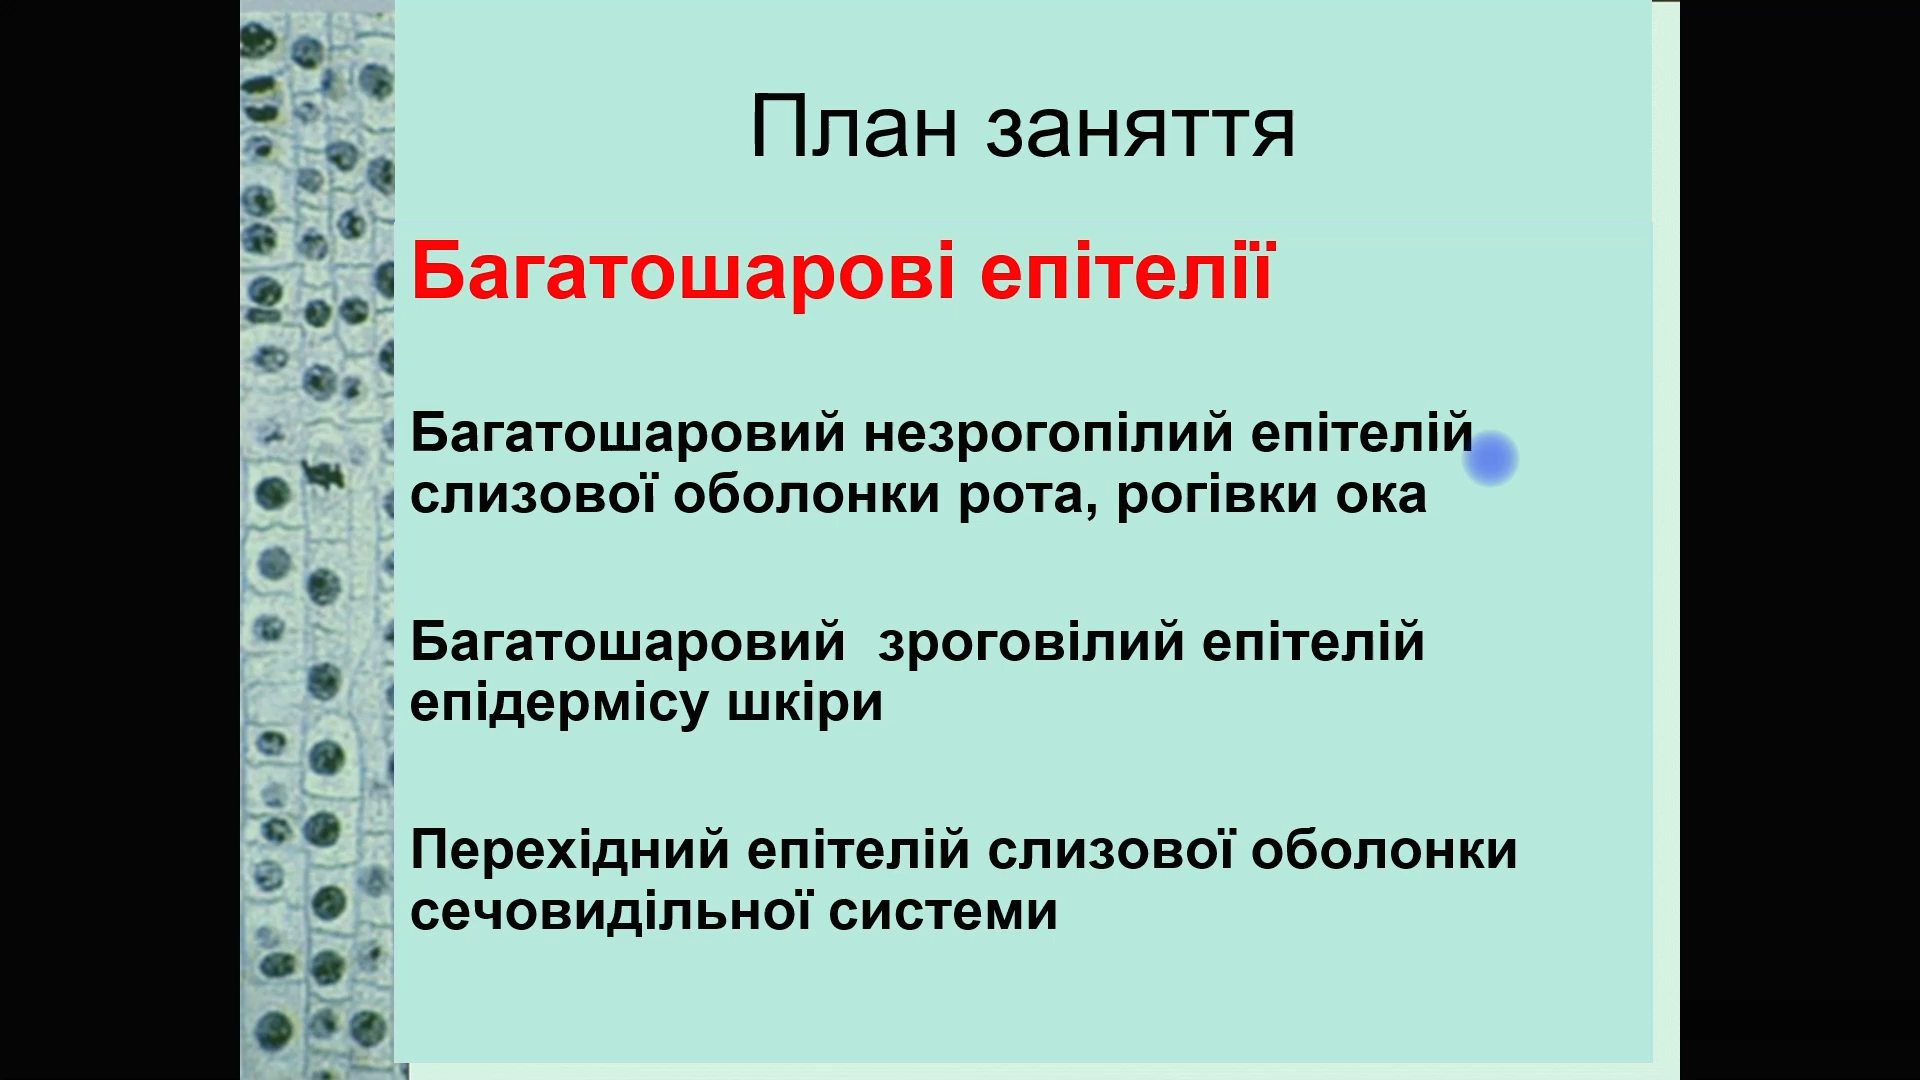 План заняття
Багатошарові епітелії
Багатошаровий незрогопілий епітелій
слизової оболонки рота, рогівки ока
Багатошаровий зроговілий епітелій
епідермісу шкіри
Перехідний епітелій слизової оболонки
сечовидільної системи